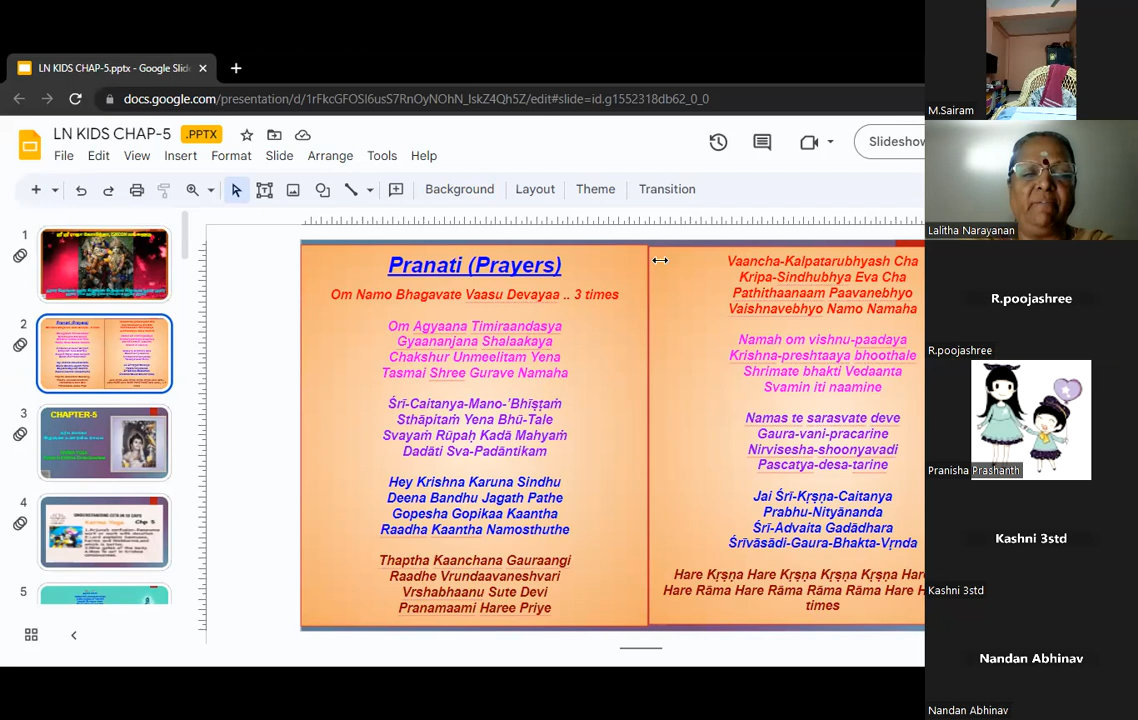 LN KIDS CHAP-5.pptx - Google Slid
docs.google.com/presentation/d/1rFkcGFOSI6usS7RnOyNOhN_IskZ4Qh5Z/edit#slide=id.g1552318db62_0_0
LN KIDS CHAP-5 .PPTX
File Edit View Insert Format Slide Arrange Tools Help
Slideshow
Background Layout Theme Transition
1
2
3
CHAPTER-5
4
5
Pranati (Prayers)
Om Namo Bhagavate Vaasu Devayaa .. 3 times
Om Agyaana Timiraandasya
Gyaananjana Shalaakaya
Chakshur Unmeelitam Yena
Tasmai Shree Gurave Namaha
Śrī-Caitanya-Mano-'Bhīṣṭaṁ
Sthāpitaṁ Yena Bhū-Tale
Svayaṁ Rūpaḥ Kadā Mahyaṁ
Dadāti Sva-Padāntikam
Hey Krishna Karuna Sindhu
Deena Bandhu Jagath Pathe
Gopesha Gopikaa Kaantha
Raadha Kaantha Namosthuthe
Thaptha Kaanchana Gauraangi
Raadhe Vrundaavaneshvari
Vrshabhaanu Sute Devi
Pranamaami Haree Priye
Vaancha-Kalpatarubhyash Cha
Kripa-Sindhubhya Eva Cha
Pathithaanaam Paavanebhyo
Vaishnavebhyo Namo Namaha
Namah om vishnu-paadaya
Krishna-preshtaaya bhoothale
Shrimate bhakti Vedaanta
Svamin iti naamine
Namas te sarasvate deve
Gaura-vani-pracarine
Nirvisesha-shoonyavadi
Pascatya-desa-tarine
Jai Śrī-Kṛṣṇa-Caitanya
Prabhu-Nityānanda
Śrī-Advaita Gadādhara
Śrīvāsādi-Gaura-Bhakta-Vṛnda
Hare Kṛṣṇa Hare Kṛṣṇa Kṛṣṇa Kṛṣṇa Har
Hare Rāma Hare Rāma Rāma Rāma Hare H
times
M.Sairam
Lalitha Narayanan
R.poojashree
R.poojashree
Pranisha Prashanth
Kashni 3std
Kashni 3std
Nandan Abhinav
Nandan Abhinav